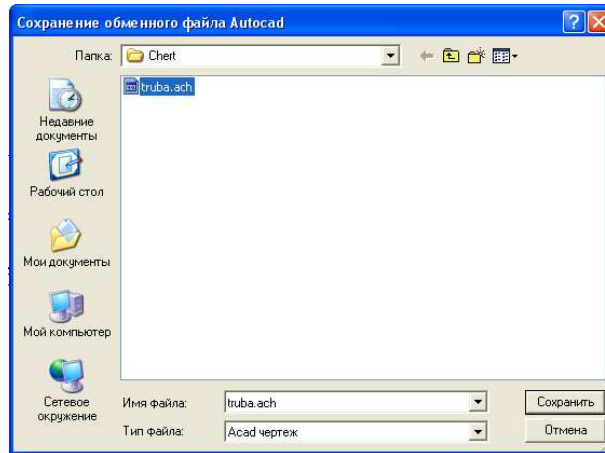 Сохранение обменного файла Autocad
Папка: Chert
truba.ach
Недавние
документы
Рабочий стол
Мои документы
Мой компьютер
Сетевое
окружение
Имя файла: truba.ach Сохранить
Тип файла: Acad чертеж Отмена